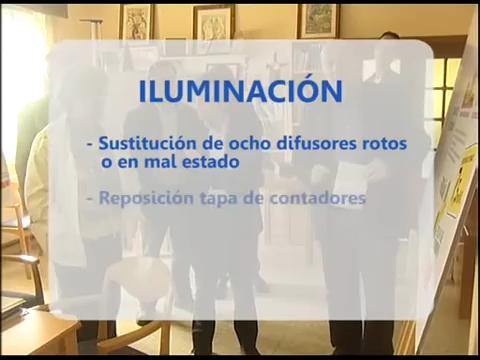 ILUMINACIÓN
- Sustitución de ocho difusores rotos
o en mal estado
- Reposición tapa de contadores